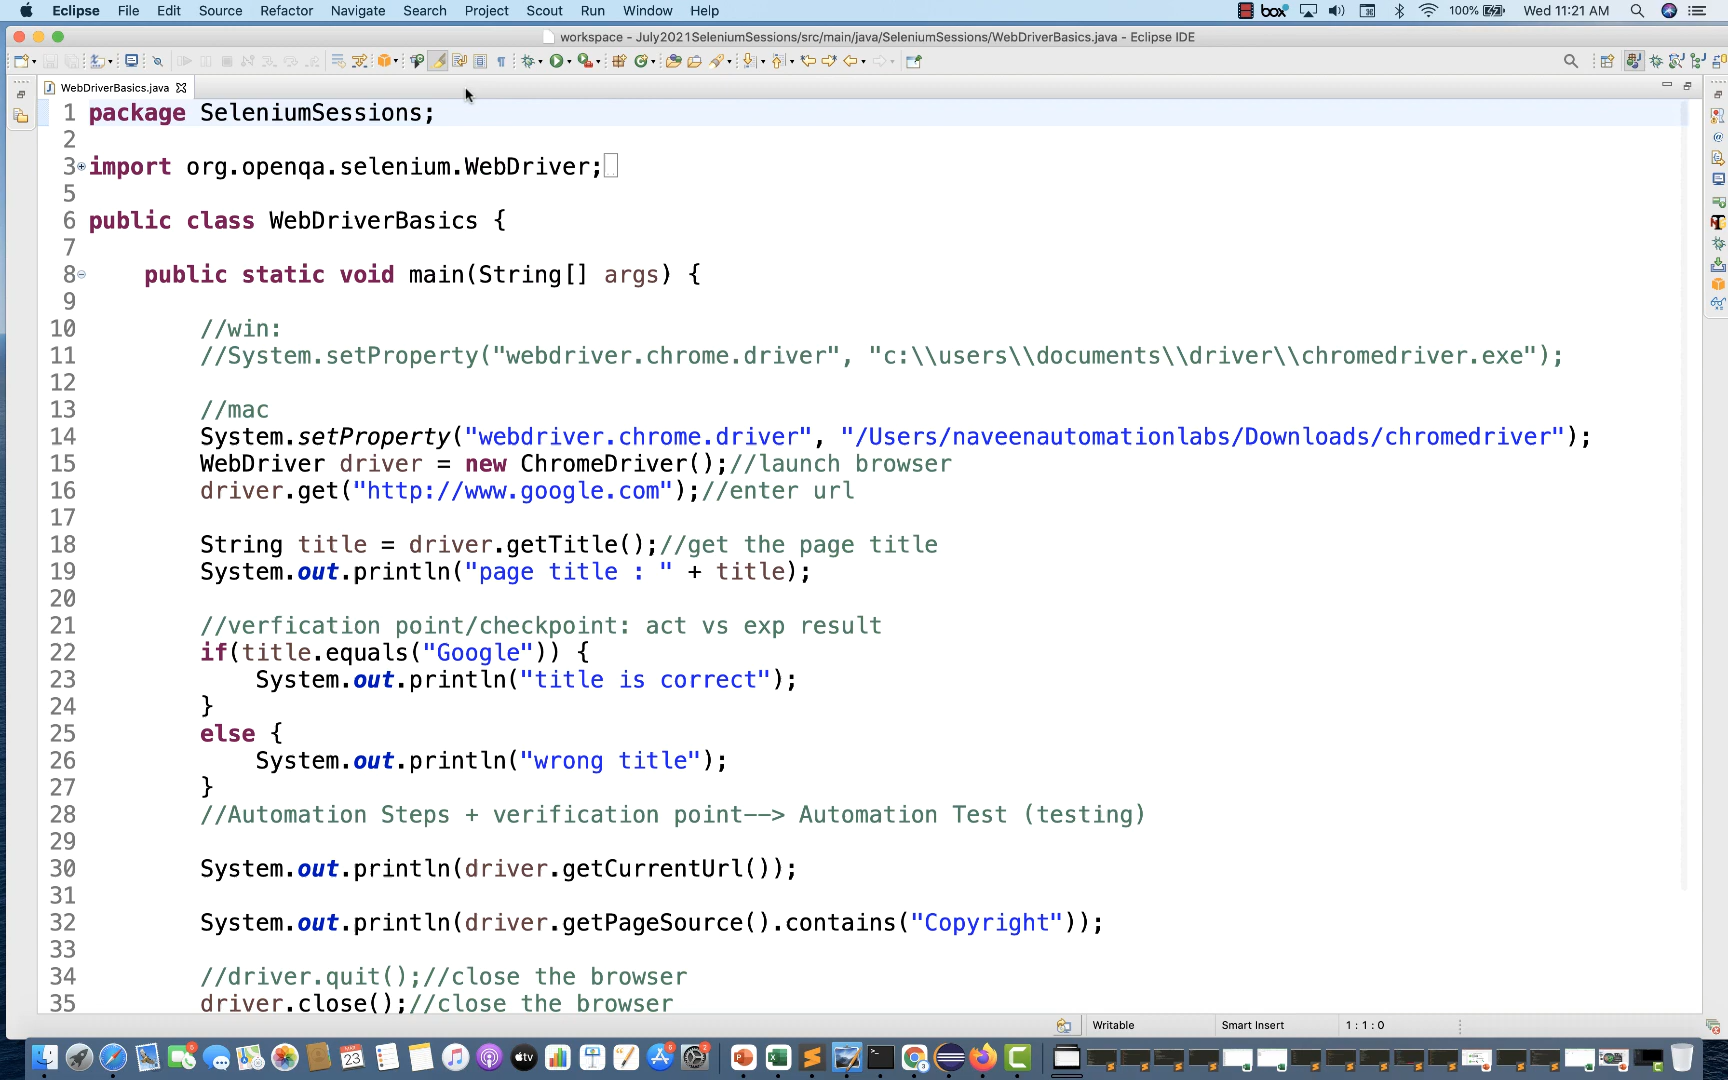 Eclipse File Edit Source Refactor Navigate Search Project Scout Run Window Help box 100% Wed 11:21 AM
workspace - July2021SeleniumSessions/src/main/java/SeleniumSessions/WebDriverBasics.java - Eclipse IDE
WebDriverBasics.java
1 package SeleniumSessions;
2
3 import org.openqa.selenium.WebDriver;
5
6 public class WebDriverBasics {
7
8 public static void main(String[] args) {
9
10 //win:
11 //System.setProperty("webdriver.chrome.driver", "c:\\users\\documents\\driver\\chromedriver.exe");
12
13 //mac
14 System.setProperty("webdriver.chrome.driver", "/Users/naveenautomationlabs/Downloads/chromedriver");
15 WebDriver driver = new ChromeDriver();//launch browser
16 driver.get("http://www.google.com");//enter url
17
18 String title = driver.getTitle();//get the page title
19 System.out.println("page title : " + title);
20
21 //verfication point/checkpoint: act vs exp result
22 if(title.equals("Google")) {
23 System.out.println("title is correct");
24 }
25 else {
26 System.out.println("wrong title");
27 }
28 //Automation Steps + verification point--> Automation Test (testing)
29
30 System.out.println(driver.getCurrentUrl());
31
32 System.out.println(driver.getPageSource().contains("Copyright"));
33
34 //driver.quit();//close the browser
35 driver.close();//close the browser
Writable Smart Insert 1 : 1 : 0